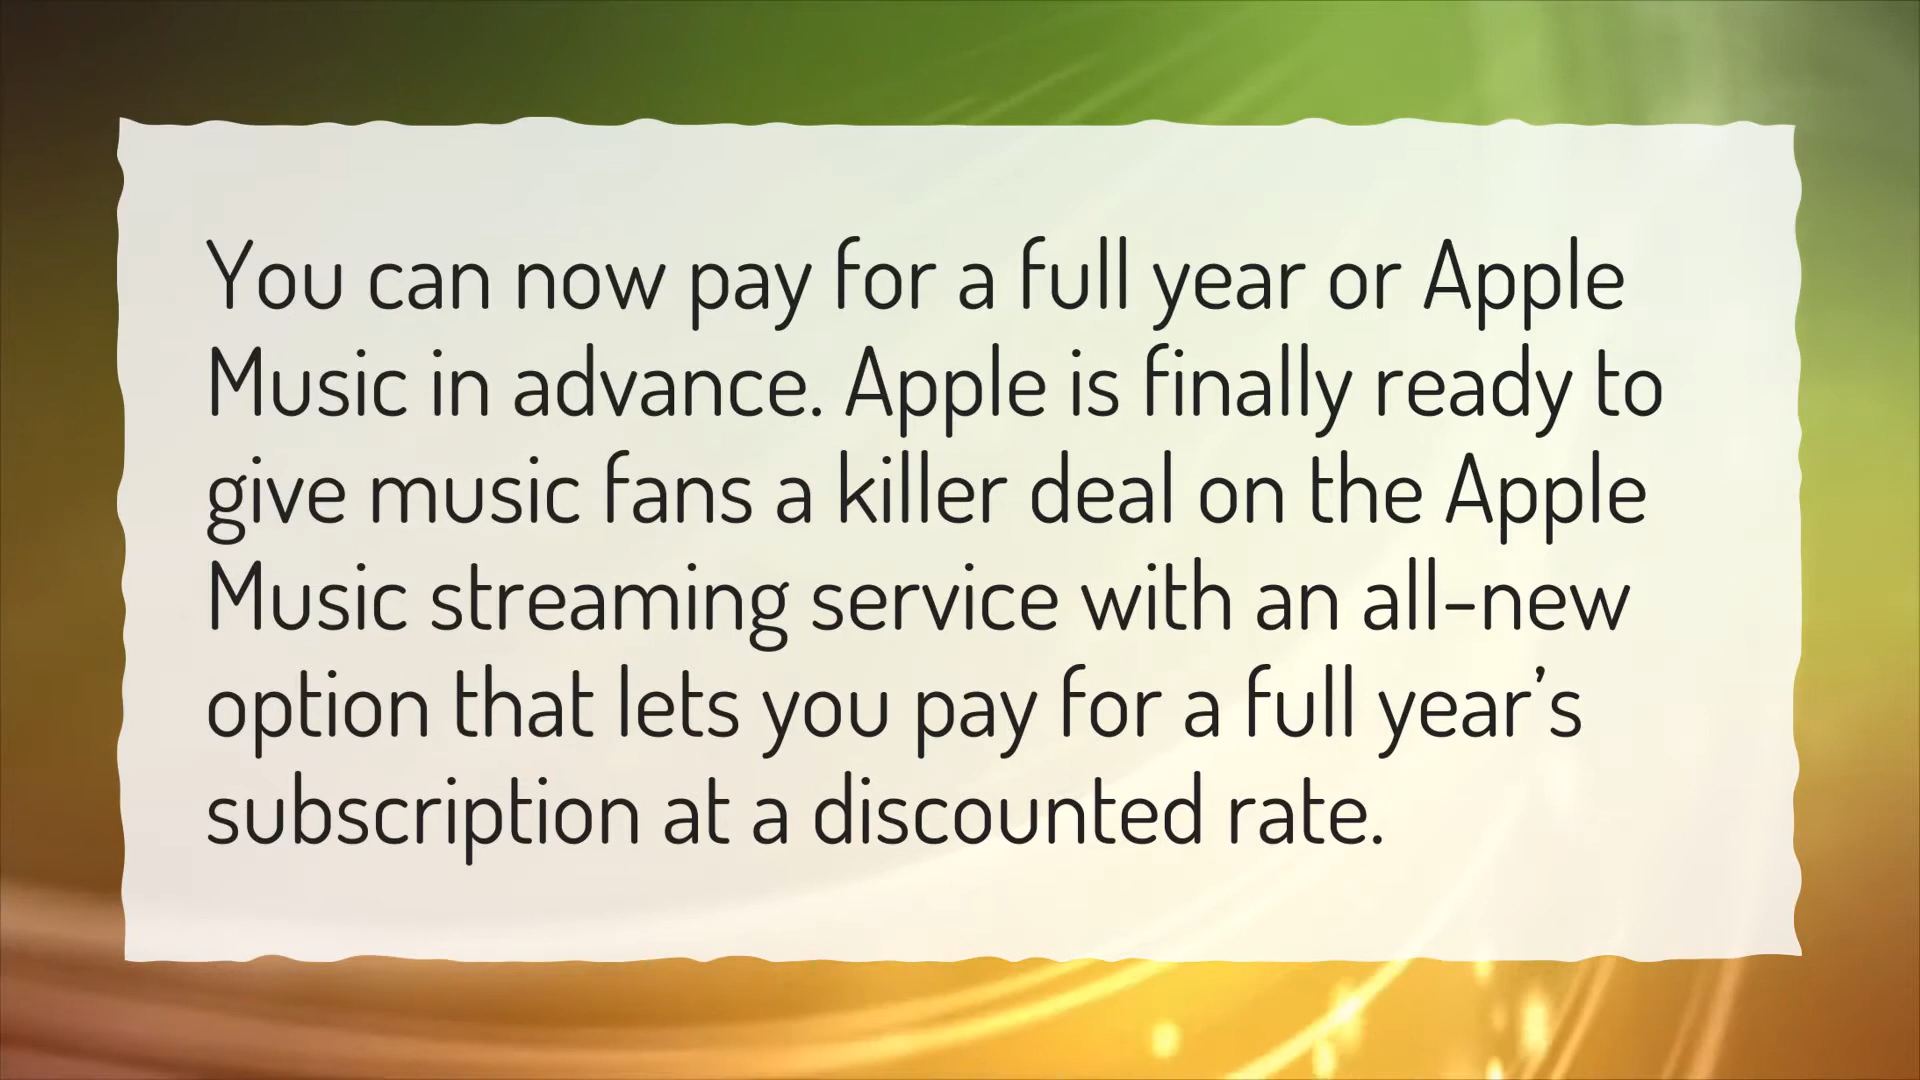 You can now pay for a full year or Apple
Music in advance. Apple is finally ready to
give music fans a killer deal on the Apple
Music streaming service with an all-new
option that lets you pay for a full year’s
subscription at a discounted rate.